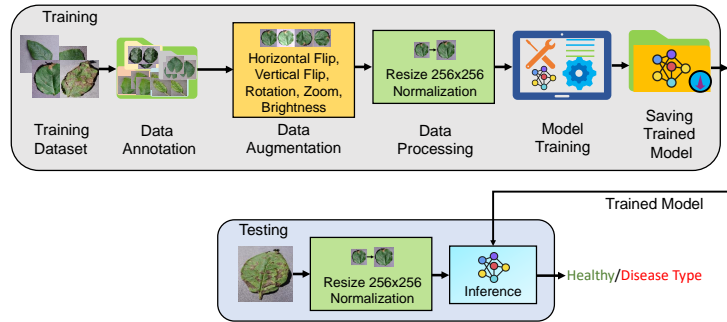 Training
Horizontal Flip,
Vertical Flip,
Rotation, Zoom,
Brightness
Resize 256x256
Normalization
Training
Dataset
Data
Annotation
Data
Augmentation
Data
Processing
Model
Training
Saving
Trained
Model
Trained Model
Testing
Resize 256x256
Normalization
Inference
Healthy/Disease Type